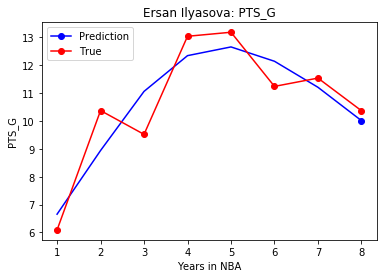 Ersan Ilyasova: PTS_G
Prediction
True
PTS_G
13
12
11
10
9
8
7
6
1 2 3 4 5 6 7 8
Years in NBA